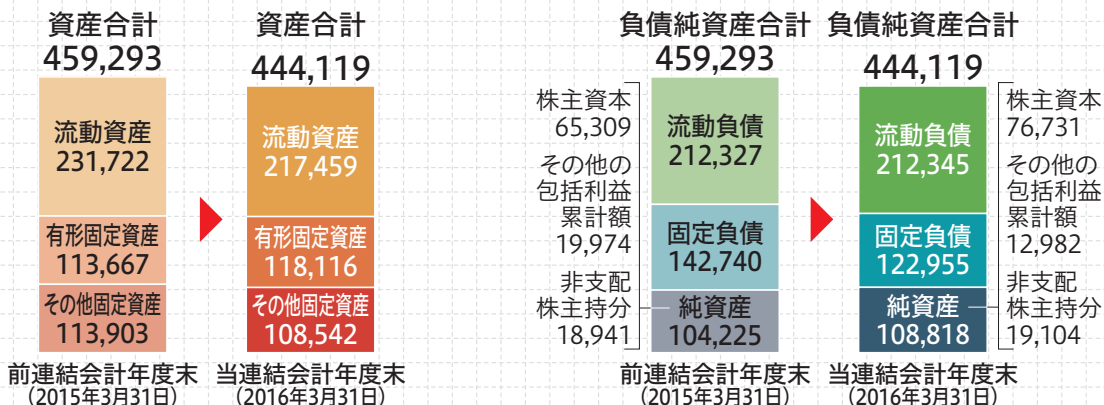 資産合計
459,293
流動資産
231,722
有形固定資産
113,667
その他固定資産
113,903
前連結会計年度末
(2015年3月31日)
資産合計
444,119
流動資産
217,459
有形固定資産
118,116
その他固定資産
108,542
当連結会計年度末
(2016年3月31日)
負債純資産合計
459,293
株主資本
65,309
その他の
包括利益
累計額
19,974
非支配
株主持分
18,941
流動負債
212,327
固定負債
142,740
純資産
104,225
前連結会計年度末
(2015年3月31日)
負債純資産合計
444,119
流動負債
212,345
固定負債
122,955
純資産
108,818
株主資本
76,731
その他の
包括利益
累計額
12,982
非支配
株主持分
19,104
当連結会計年度末
(2016年3月31日)